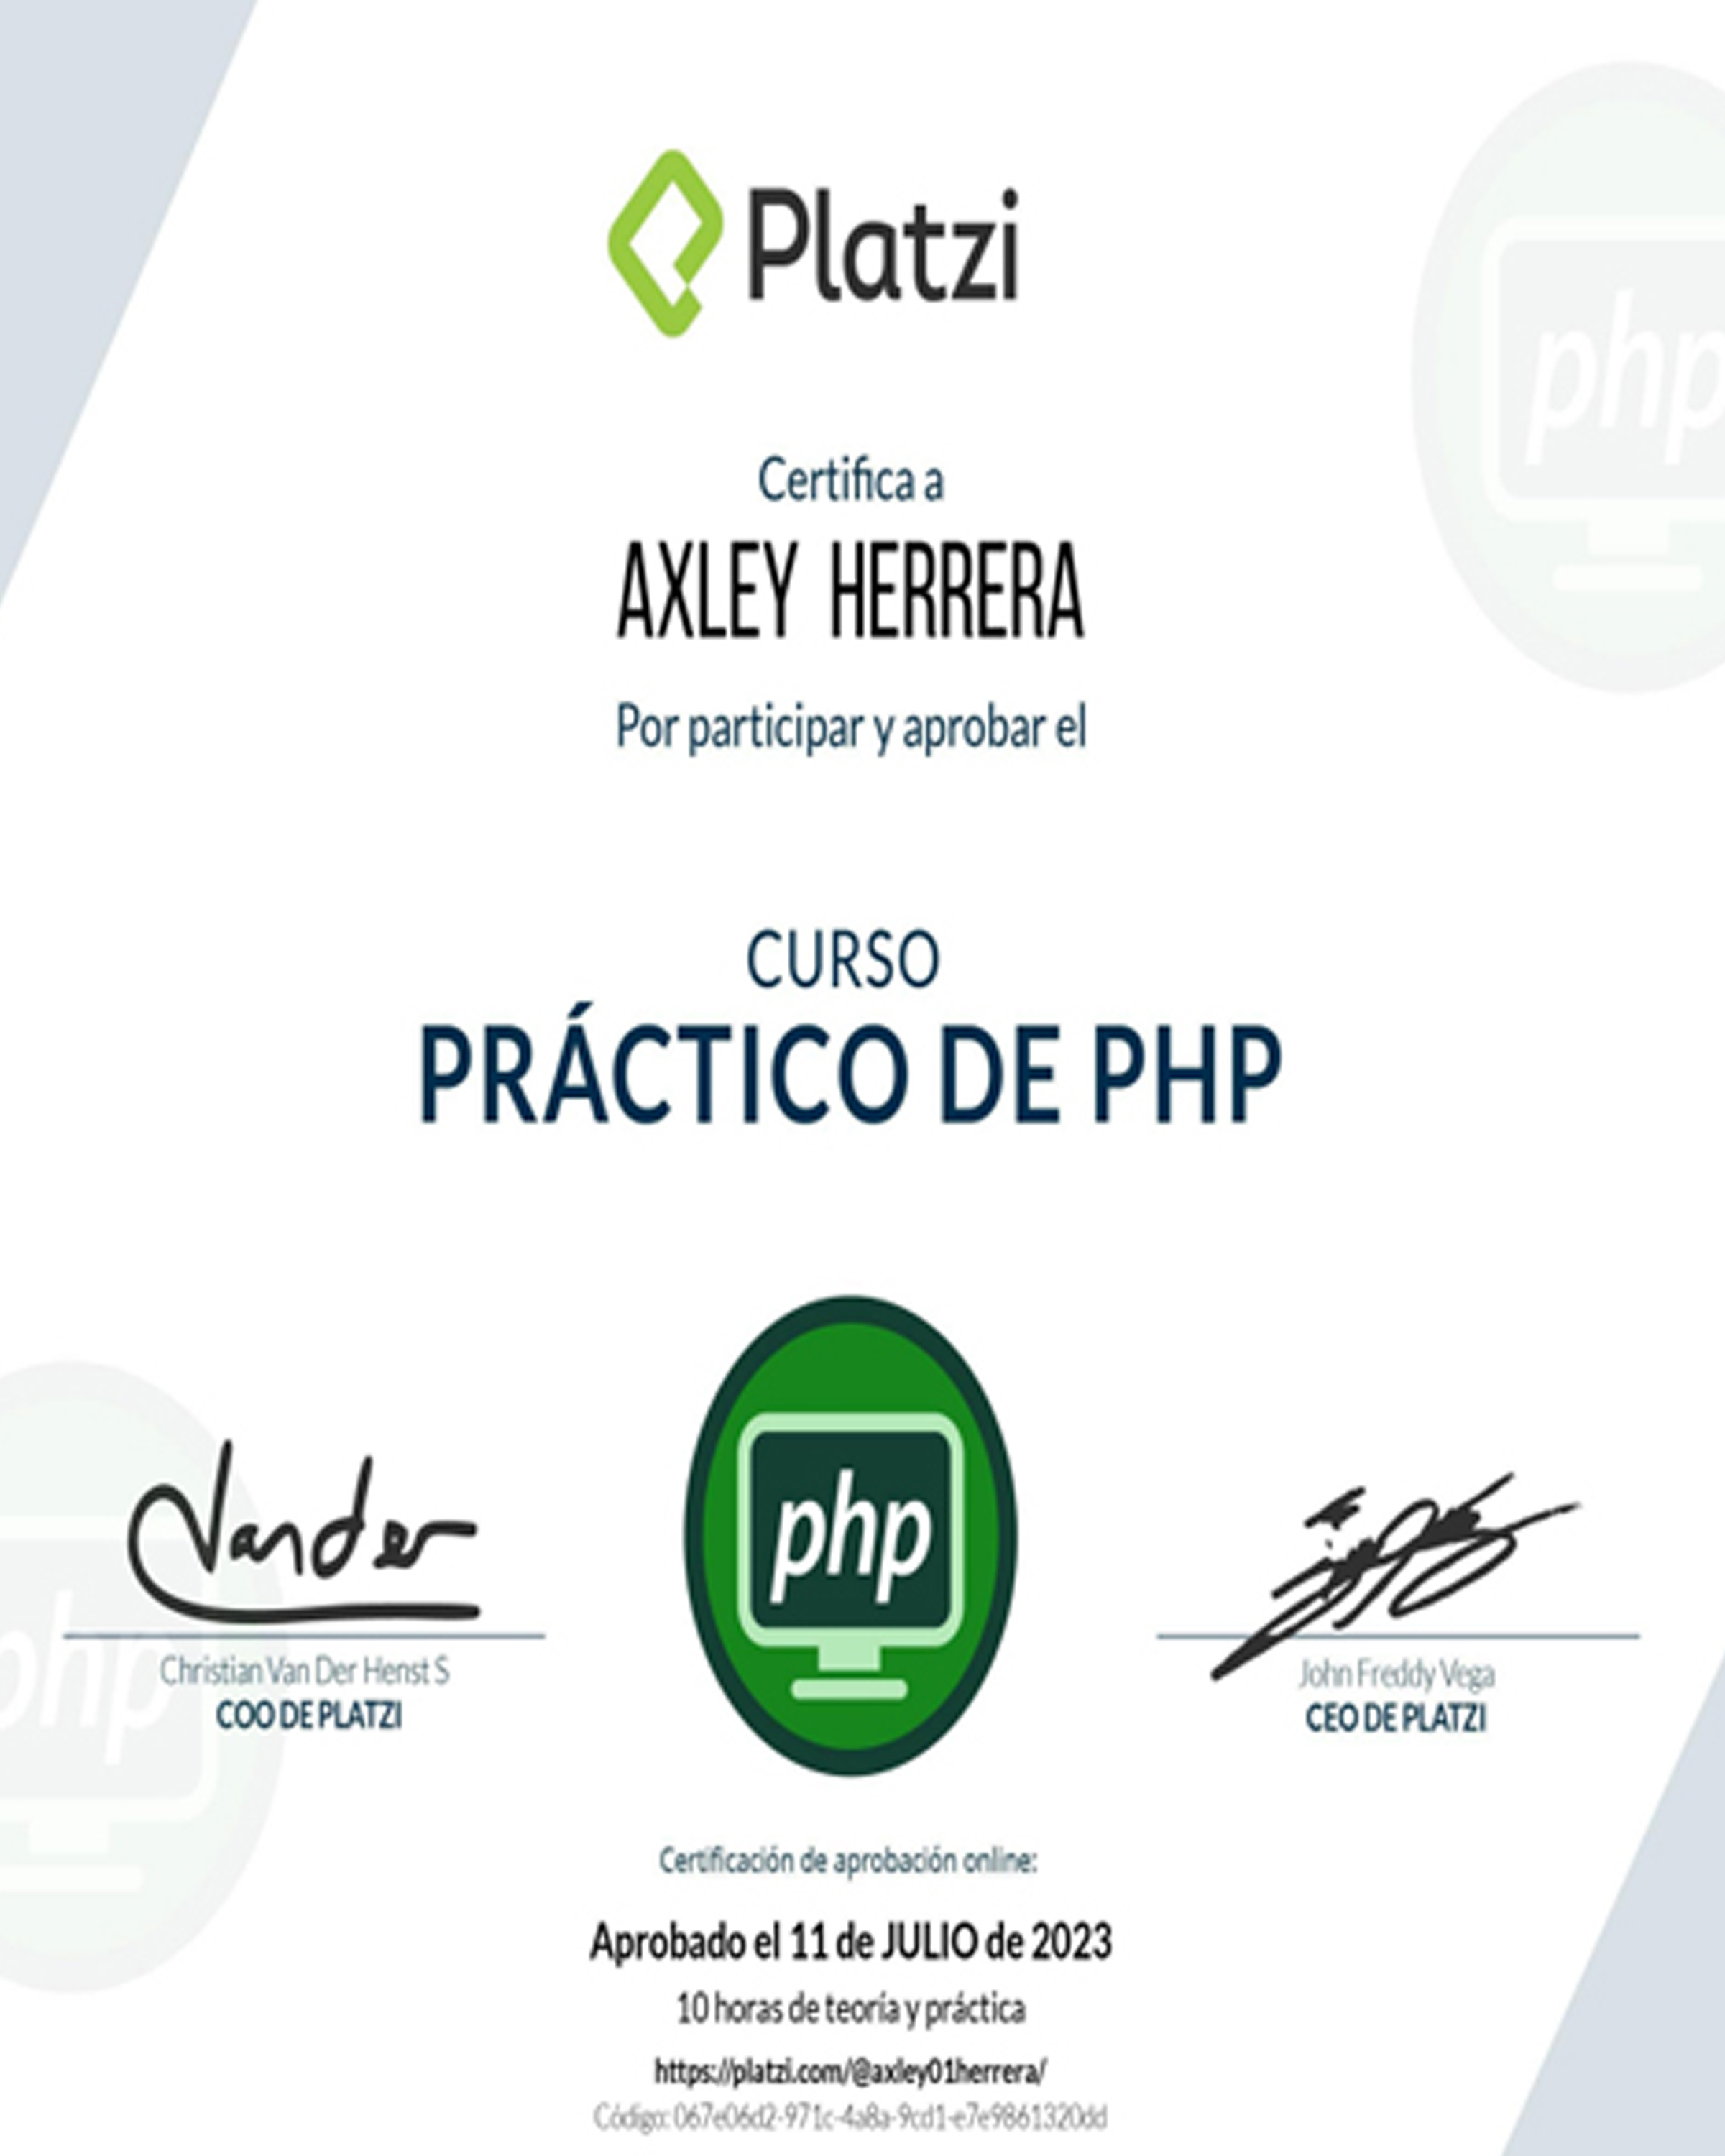 Platzi
php
Certifica a
AXLEY HERRERA
Por participar y aprobar el
CURSO
PRÁCTICO DE PHP
php
Vander
php
Christian Van Der Henst S
COO DE PLATZI
John Freddy Vega
CEO DE PLATZI
Certificación de aprobación online:
Aprobado el 11 de JULIO de 2023
10 horas de teoría y práctica
https://platzi.com/@axley01herrera/
Código: 067e06d2-971c-4a8a-9cd1-e7e9861320dd